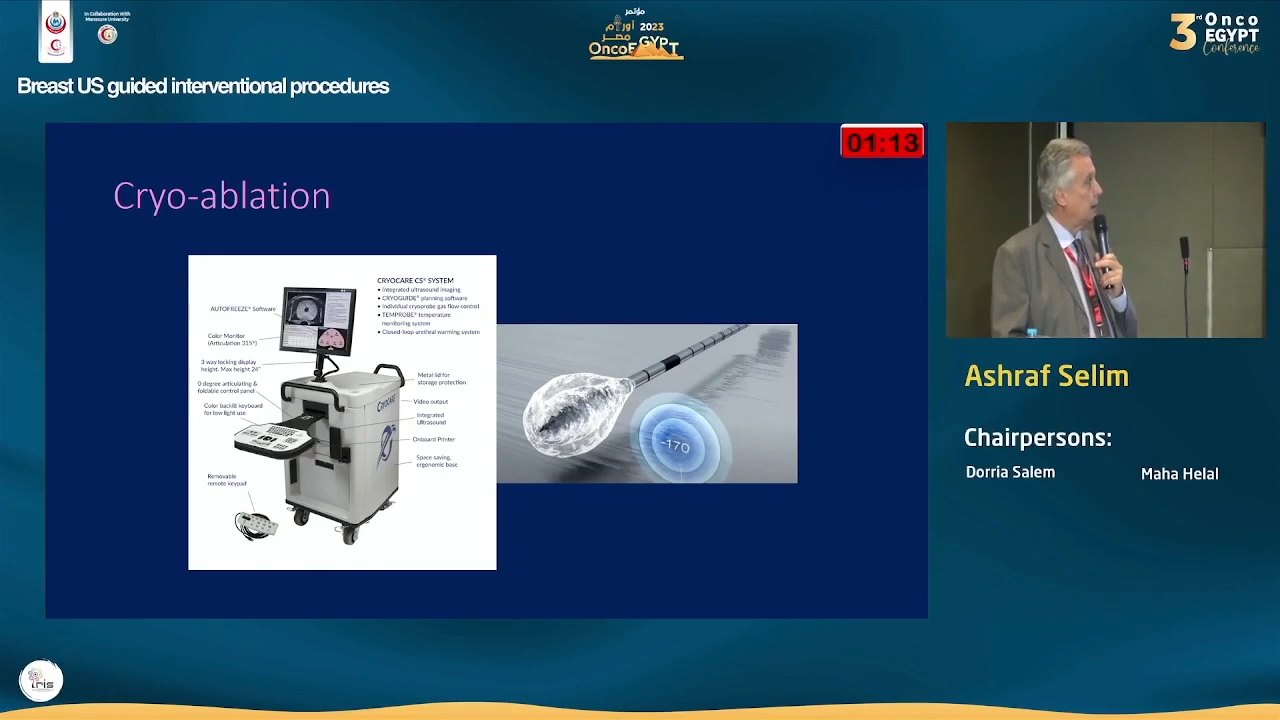 In Collaboration With
Mansoura University
مؤتمر
أورام 2023
مصر
OncoEGYPT
3rd Onco
EGYPT
Conference
Breast US guided interventional procedures
01:13
Cryo-ablation
CRYOCARE CS® SYSTEM
• Integrated ultrasound imaging
• CRYOGUIDE® planning software
• Individual cryoprobe gas flow control
• TEMPROBE® temperature
monitoring system
• Closed-loop urethral warming system
AUTOFREEZE® Software
Color Monitor
(Articulation 315°)
3 way locking display
height. Max height 24"
0 degree articulating &
foldable control panel
Color backlit keyboard
for low light use
Removable
remote keypad
Metal lid for
storage protection
Video output
Integrated
Ultrasound
Onboard Printer
Space saving,
ergonomic base
-170
Ashraf Selim
Chairpersons:
Dorria Salem
Maha Helal
iris